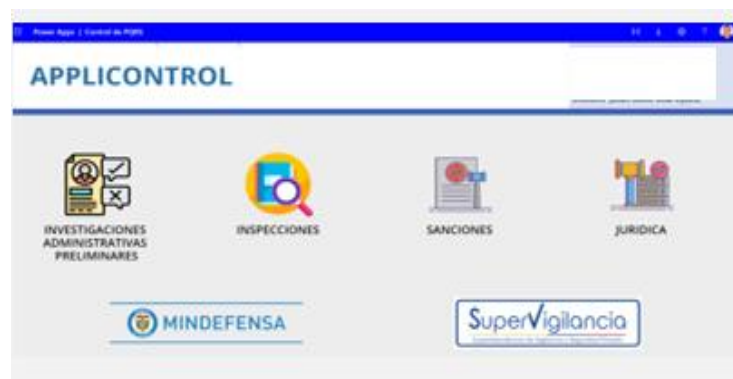 Power Apps | Control de PQRS
APPLICONTROL
INVESTIGACIONES
ADMINISTRATIVAS
PRELIMINARES
INSPECCIONES
SANCIONES
JURIDICA
MINDEFENSA
SuperVigilancia